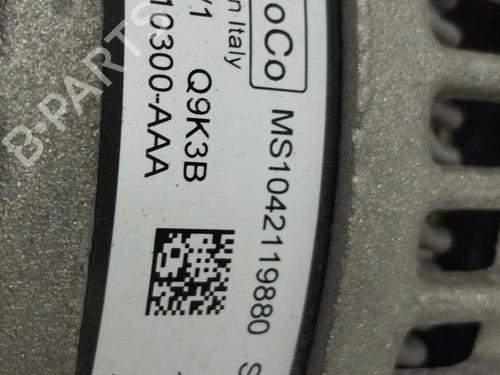 oCo
n Italy
MS1042119880 S
/1 Q9K3B
10300-AAA
B-PARTS